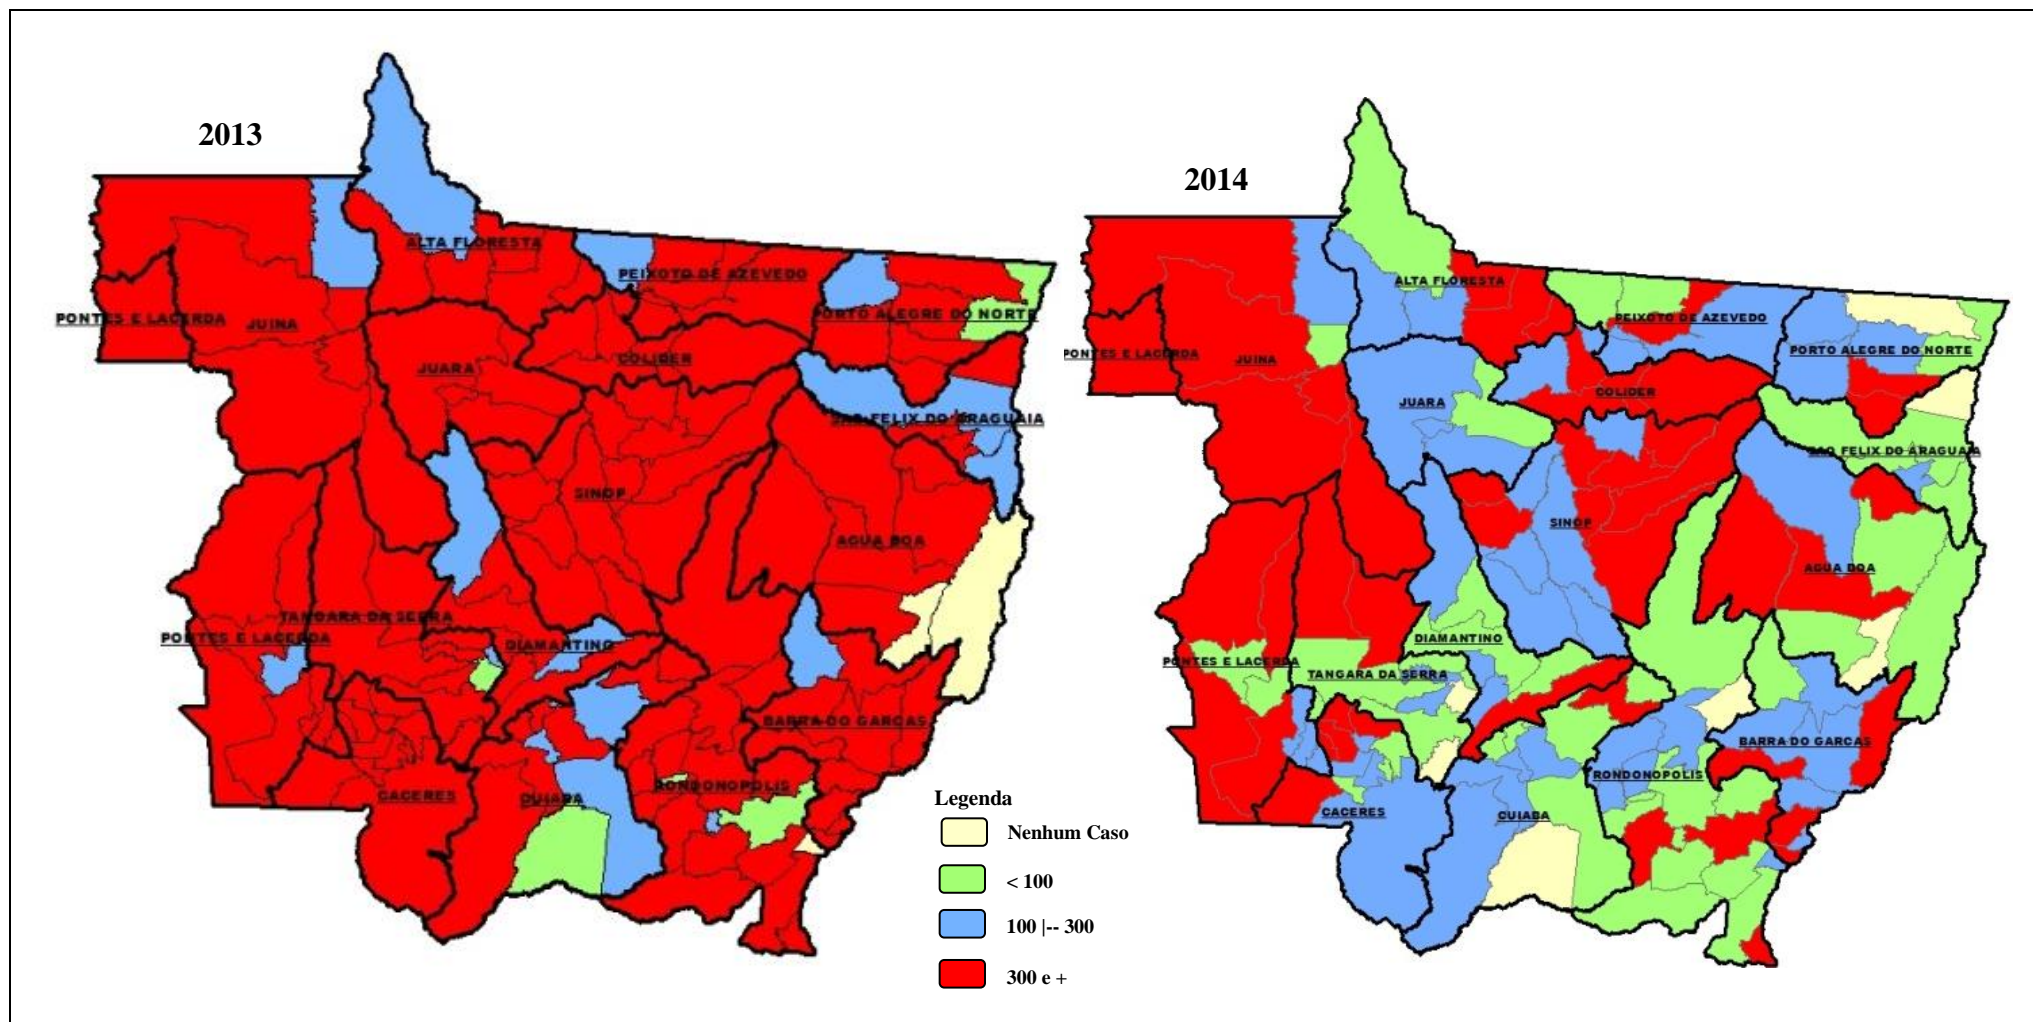 2013
ALTA FLORESTA
PEIXOTO DE AZEVEDO
PONTES E LACERDA
JUINA
PORTO ALEGRE DO NORTE
COLIDER
JUARA
SAO FELIX DO ARAGUAIA
SINOP
AGUA BOA
TANGARA DA SERRA
PONTES E LACERDA
DIAMANTINO
BARRA DO GARCAS
RONDONOPOLIS
CACERES
CUIABA
Legenda
Nenhum Caso
< 100
100 |-- 300
300 e +
2014
ALTA FLORESTA
PEIXOTO DE AZEVEDO
PONTES E LACERDA
JUINA
PORTO ALEGRE DO NORTE
COLIDER
JUARA
SAO FELIX DO ARAGUAIA
SINOP
AGUA BOA
DIAMANTINO
PONTES E LACERDA
TANGARA DA SERRA
BARRA DO GARCAS
RONDONOPOLIS
CACERES
CUIABA